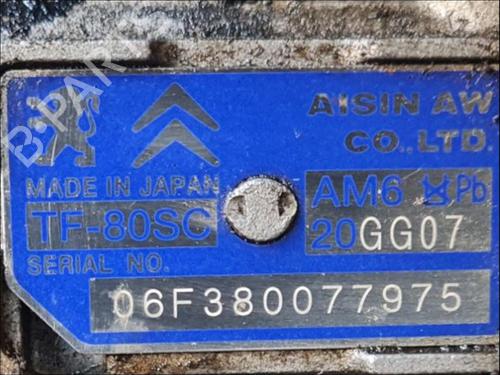 AISIN AW
CO.,LTD.
MADE IN JAPAN
TF-80SC
AM6 Pb
20GG07
SERIAL NO.
06F380077975
B-PARTS